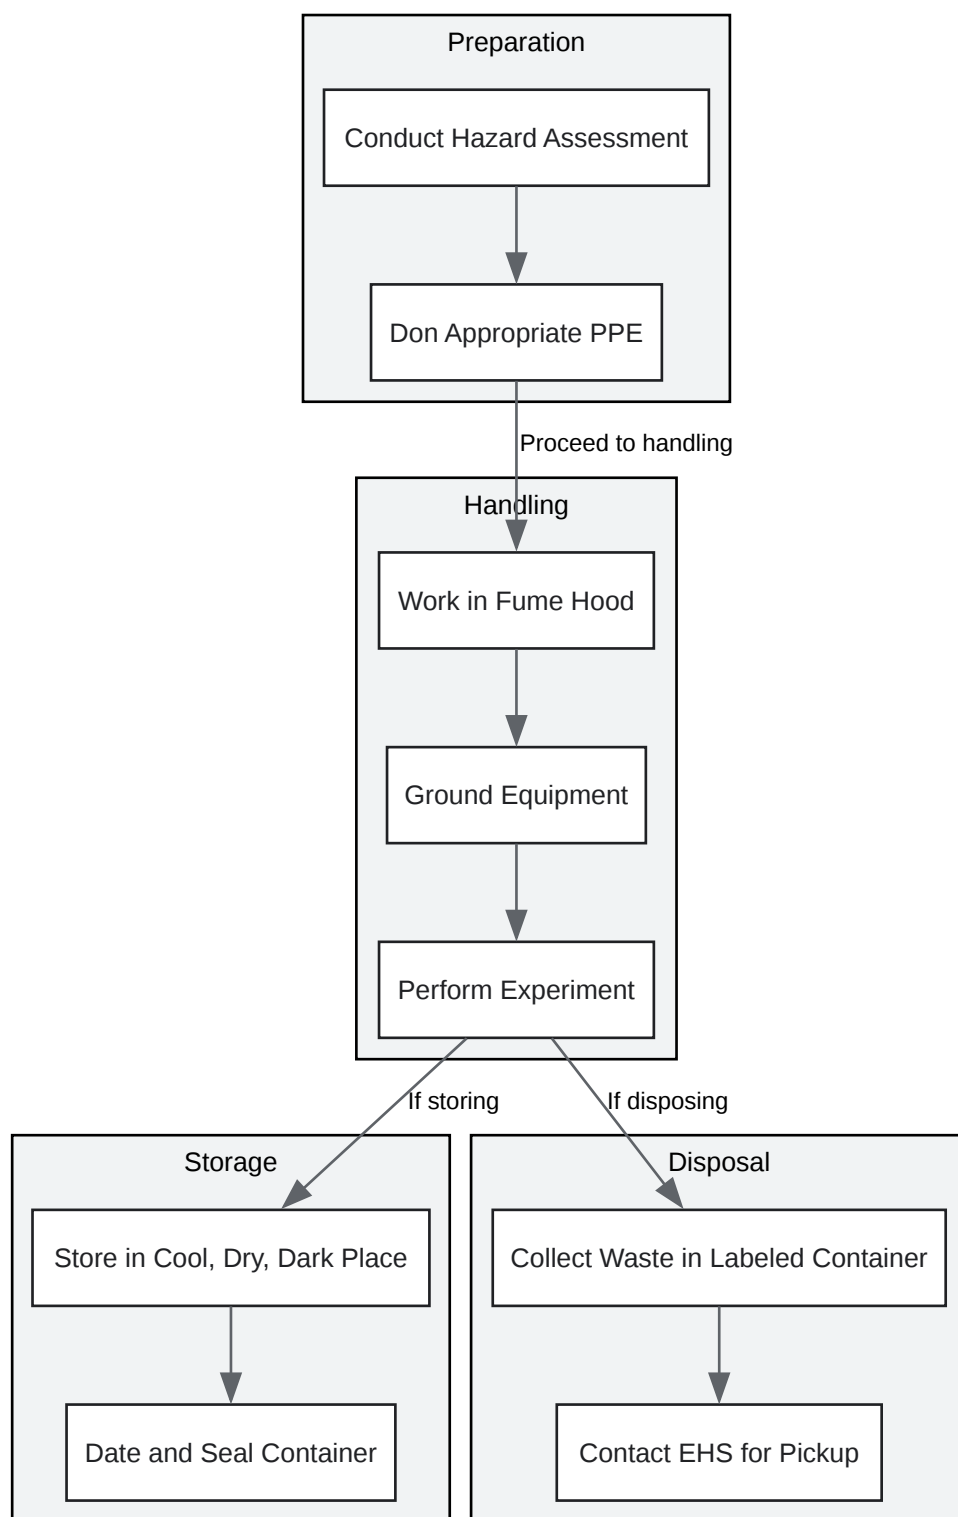 Preparation
Conduct Hazard Assessment
Don Appropriate PPE
Proceed to handling
Handling
Work in Fume Hood
Ground Equipment
Perform Experiment
If storing
If disposing
Storage
Disposal
Store in Cool, Dry, Dark Place
Collect Waste in Labeled Container
Date and Seal Container
Contact EHS for Pickup